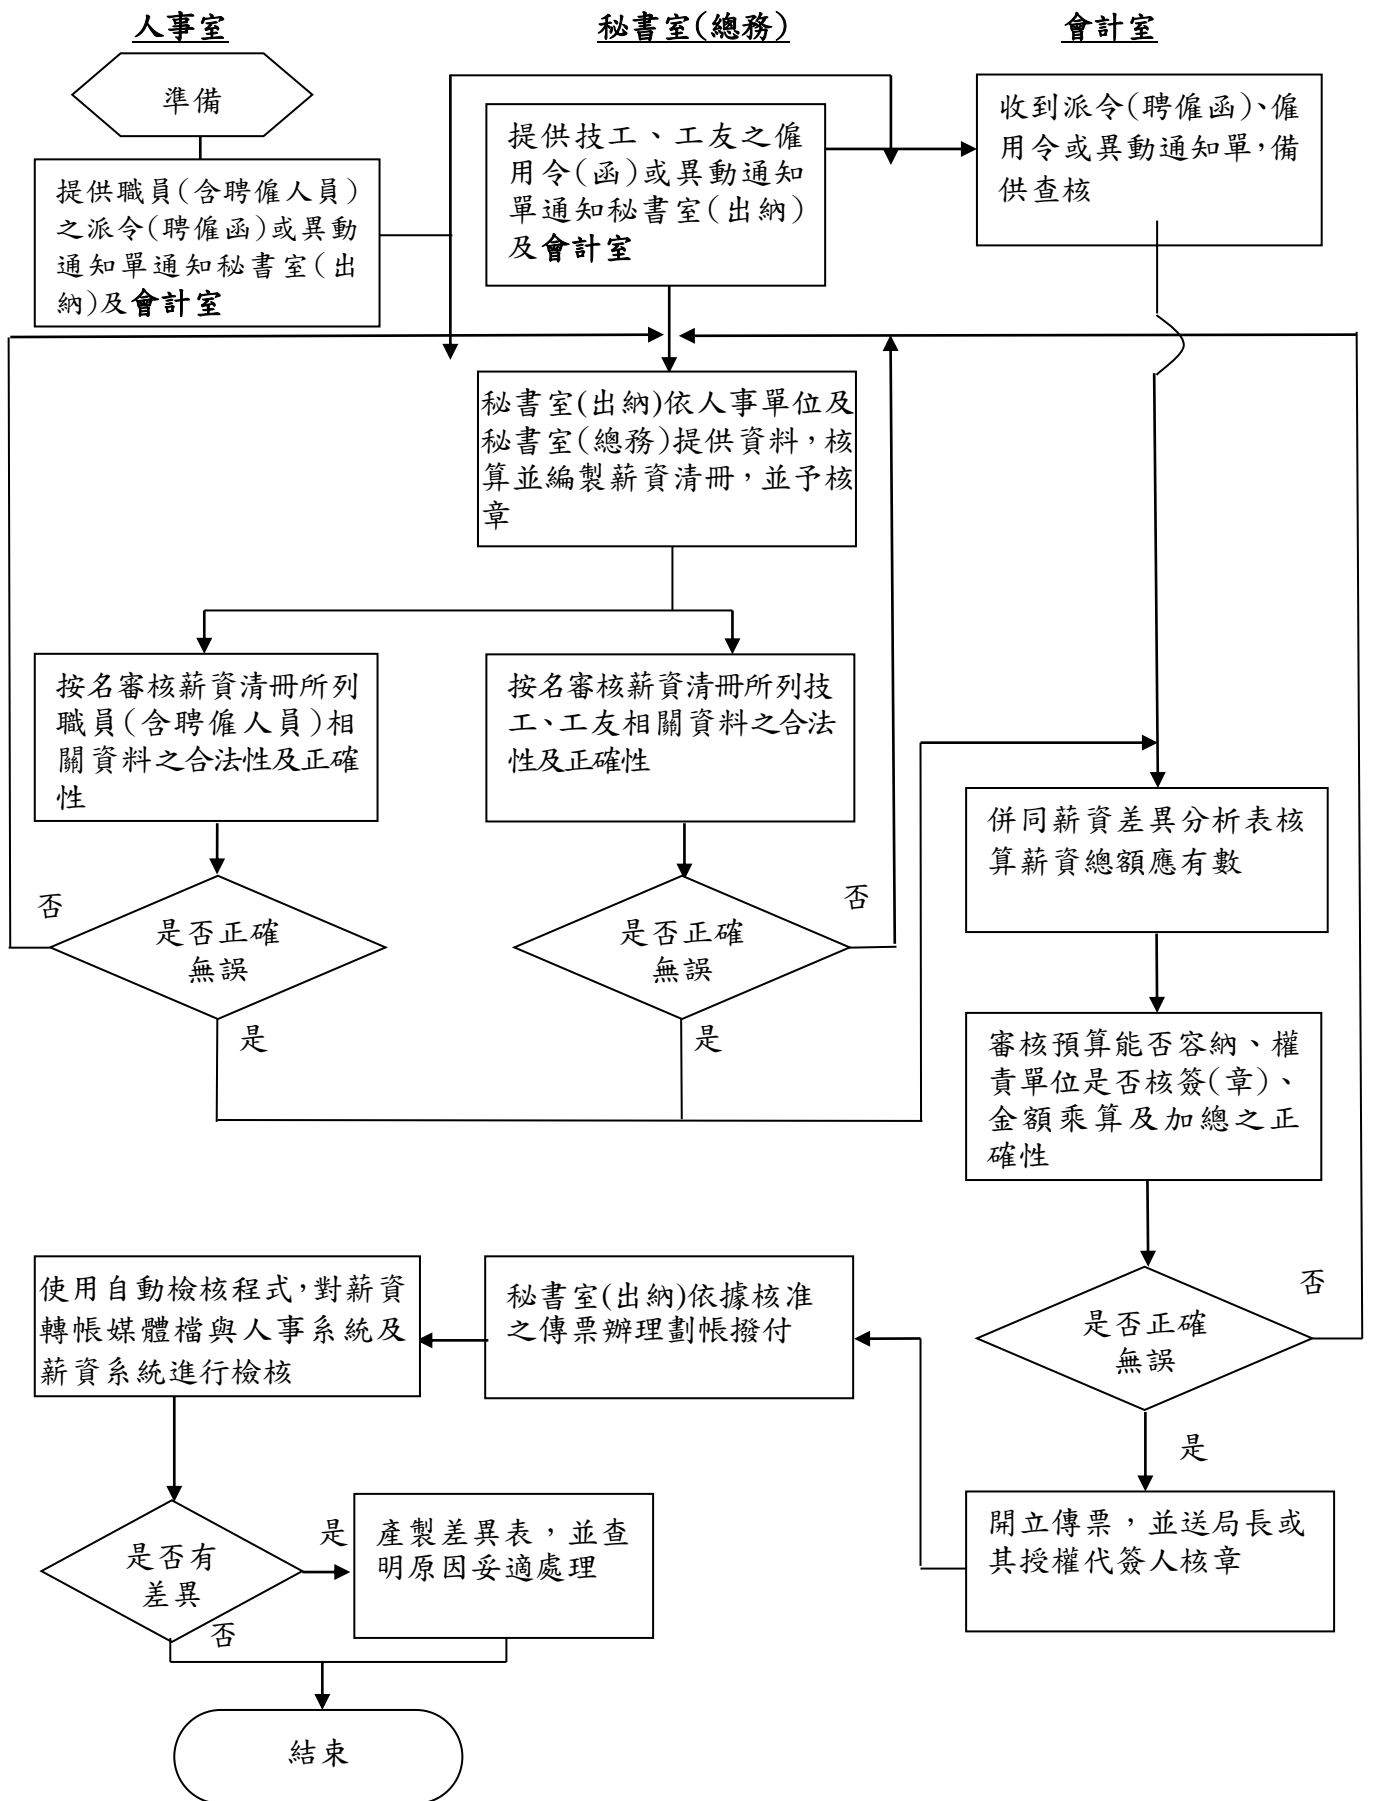 人事室
秘書室(總務)
會計室
準備
提供職員(含聘僱人員)
之派令(聘僱函)或異動
通知單通知秘書室(出
納)及會計室
提供技工、工友之僱
用令(函)或異動通知
單通知秘書室(出納)
及會計室
收到派令(聘僱函)、僱
用令或異動通知單,備
供查核
秘書室(出納)依人事單位及
秘書室(總務)提供資料,核
算並編製薪資清冊,並予核
章
按名審核薪資清冊所列
職員(含聘僱人員)相
關資料之合法性及正確
性
按名審核薪資清冊所列技
工、工友相關資料之合法
性及正確性
併同薪資差異分析表核
算薪資總額應有數
否
是否正確
無誤
是
是否正確
無誤
否
是
審核預算能否容納、權
責單位是否核簽(章)、
金額乘算及加總之正
確性
是否正確
無誤
否
是
開立傳票,並送局長或
其授權代簽人核章
秘書室(出納)依據核准
之傳票辦理劃帳撥付
使用自動檢核程式,對薪資
轉帳媒體檔與人事系統及
薪資系統進行檢核
是否有
差異
是
否
產製差異表,並查
明原因妥適處理
結束